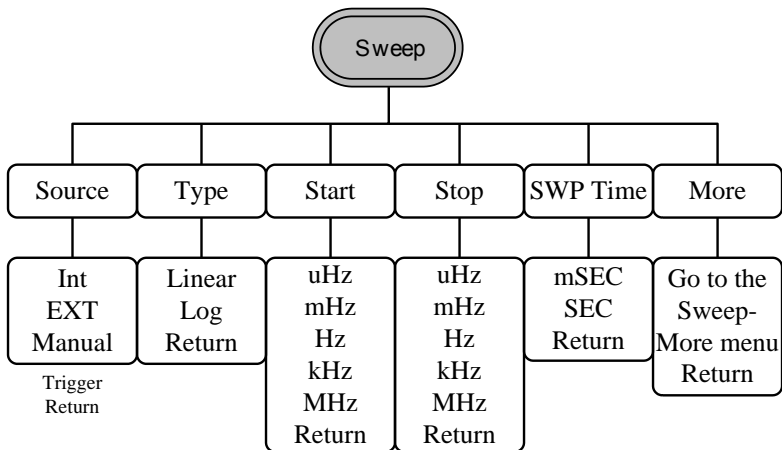 Sweep
Source
Type
Start
Stop
SWP Time
More
Int
EXT
Manual
Trigger
Return
Linear
Log
Return
uHz
mHz
Hz
kHz
MHz
Return
uHz
mHz
Hz
kHz
MHz
Return
mSEC
SEC
Return
Go to the
Sweep-
More menu
Return